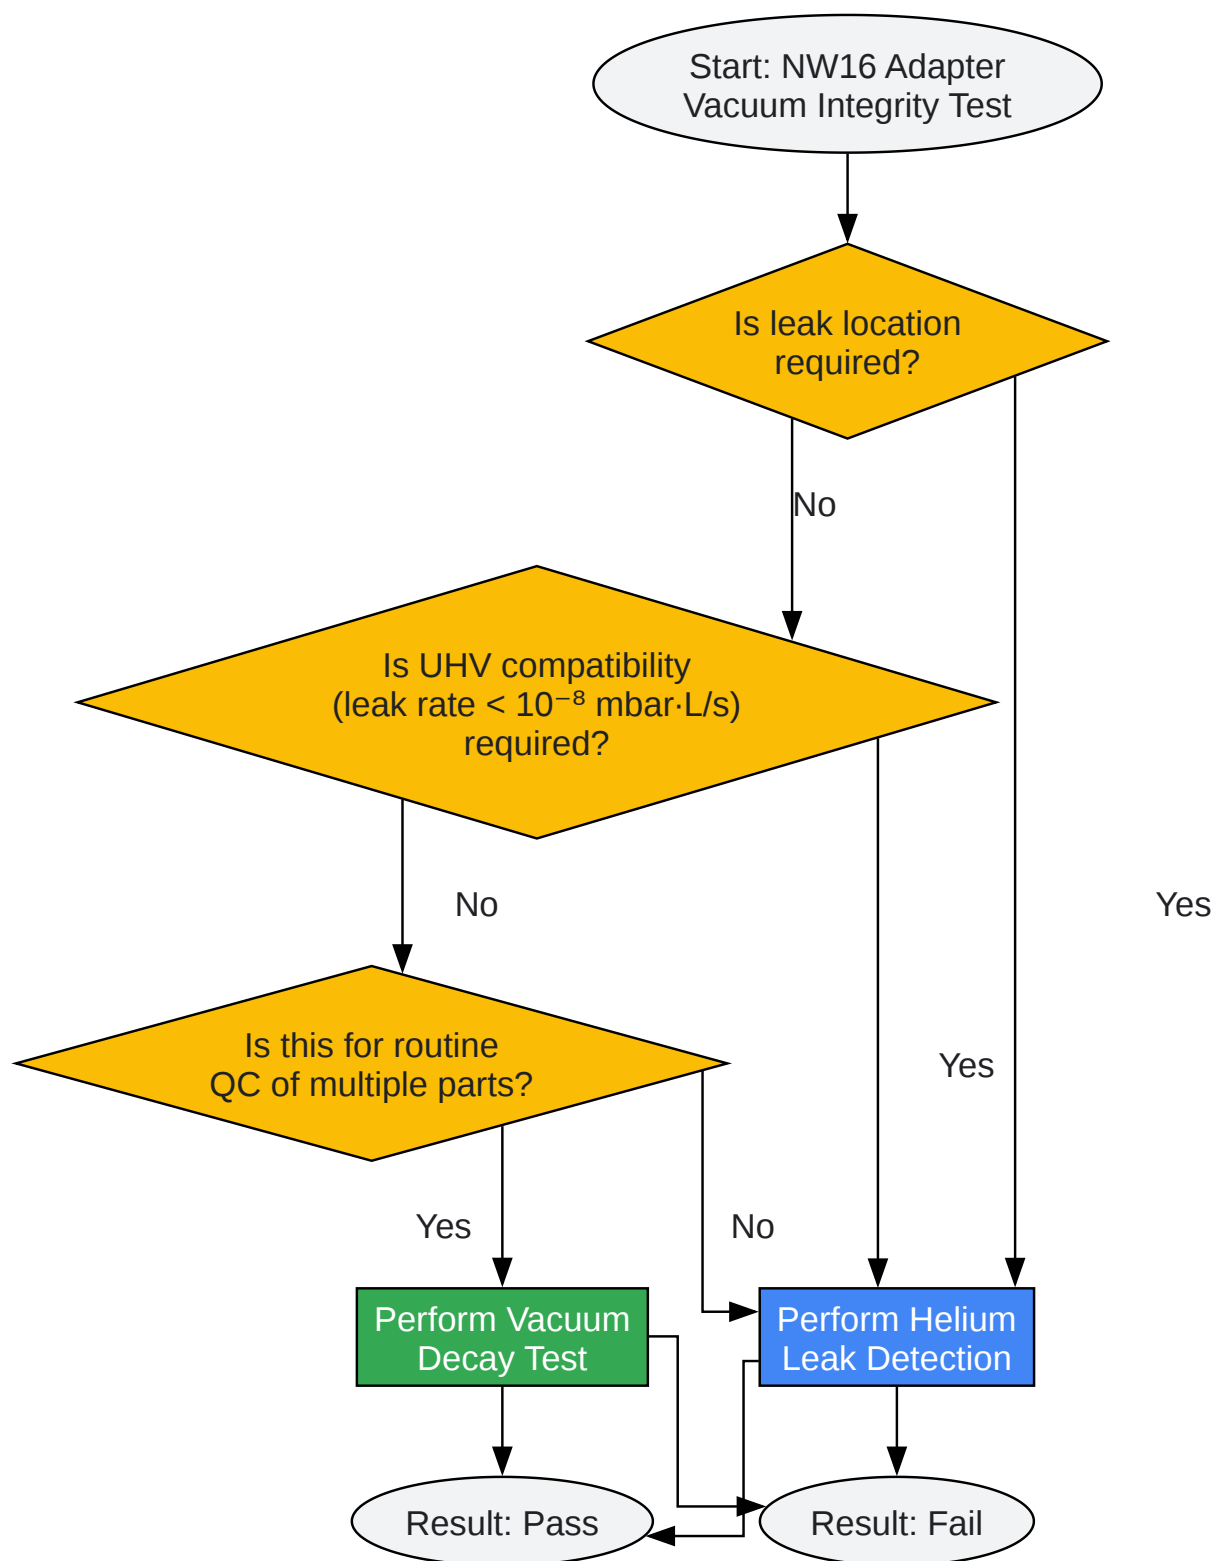 Start: NW16 Adapter
Vacuum Integrity Test
Is leak location
required?
No
Is UHV compatibility
(leak rate < 10⁻⁸ mbar·L/s)
required?
No
Yes
Is this for routine
QC of multiple parts?
Yes
Yes
No
Perform Vacuum
Decay Test
Perform Helium
Leak Detection
Result: Pass
Result: Fail